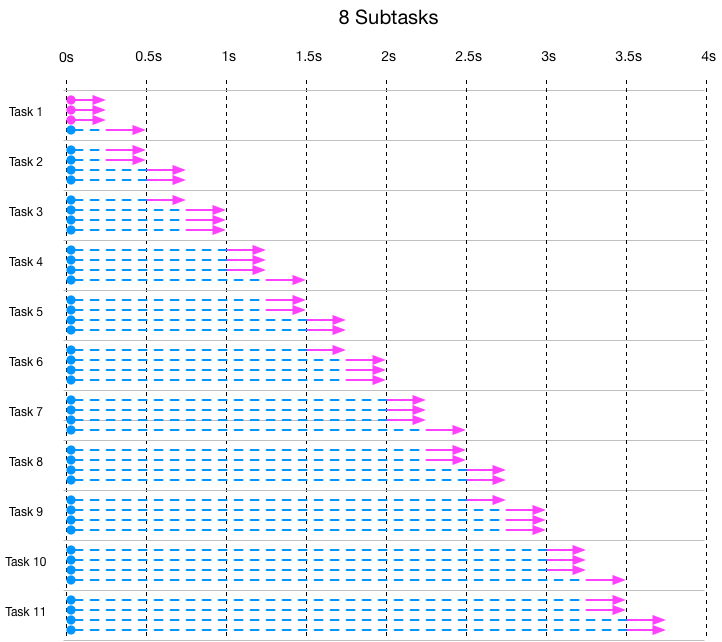 8 Subtasks
0s 0.5s 1s 1.5s 2s 2.5s 3s 3.5s 4s
Task 1
Task 2
Task 3
Task 4
Task 5
Task 6
Task 7
Task 8
Task 9
Task 10
Task 11